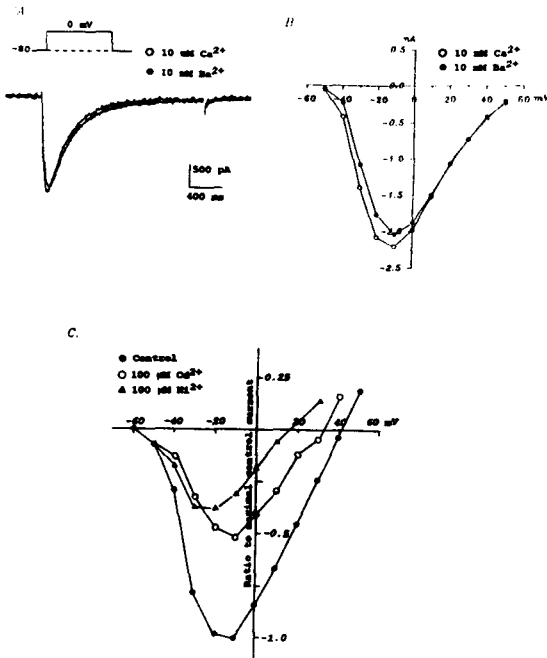 A
0 mV
-80
○ 10 mM Ca2+
● 10 mM Ba2+
500 pA
400 ms
B
nA
0.5
○ 10 mM Ca2+
● 10 mM Ba2+
-60 -40 -20 0 20 40 60 mV
0.0
-0.5
-1.0
-1.5
-2.0
-2.5
C.
● Control
○ 100 μM Cd2+
▲ 100 μM Ni2+
0.25
-60 -40 -20 20 40 60 mV
-0.5
-1.0
Ratio to maximal control current